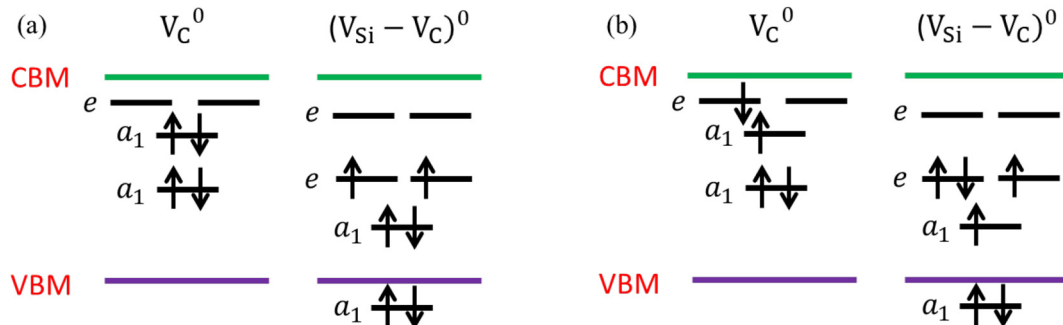 (a) V_C^0 (V_Si – V_C)^0
CBM
e
a_1
a_1
e
e
a_1
VBM
a_1
(b) V_C^0 (V_Si – V_C)^0
CBM
e
a_1
a_1
e
e
a_1
VBM
a_1